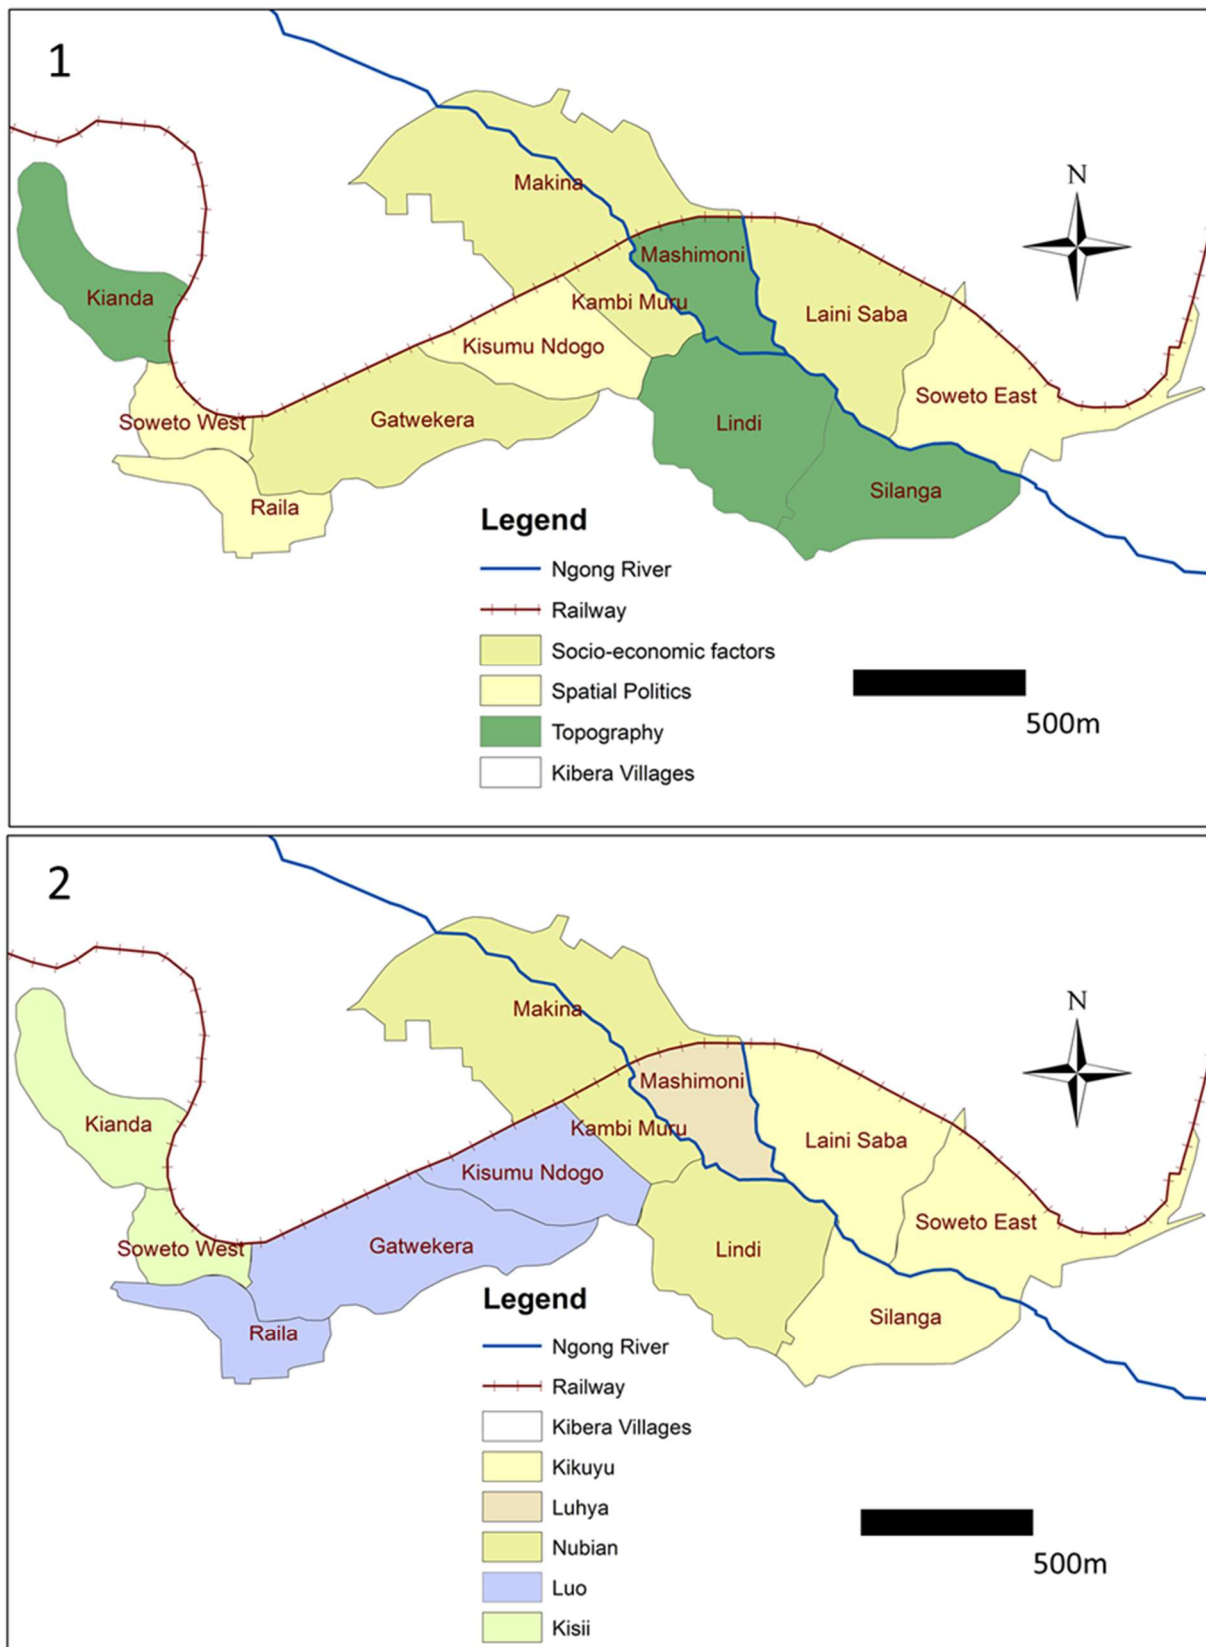 1
N
Makina
Mashimoni
Kianda
Kambi Muru
Laini Saba
Kisumu Ndogo
Soweto East
Soweto West
Gatwekera
Lindi
Silanga
Raila
Legend
Ngong River
Railway
Socio-economic factors
Spatial Politics
Topography
Kibera Villages
500m
2
N
Makina
Mashimoni
Kianda
Kambi Muru
Laini Saba
Kisumu Ndogo
Soweto East
Soweto West
Gatwekera
Lindi
Silanga
Raila
Legend
Ngong River
Railway
Kibera Villages
Kikuyu
Luhya
Nubian
Luo
Kisii
500m